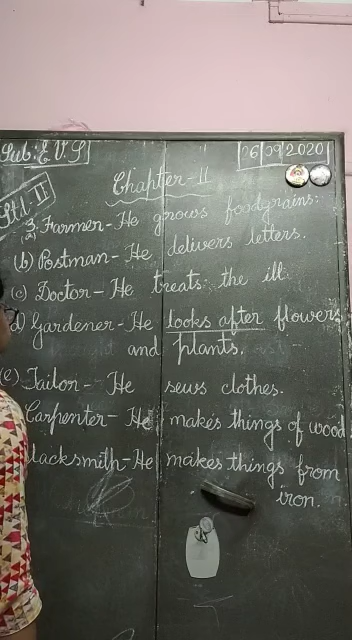 Sub: E.V.S
06/09/2020
Std. II
Chapter-11
3. Farmer- He grows foodgrains.
(a)
(b) Postman- He delivers letters.
(c) Doctor- He treats the ill
d) Gardener- He looks after flowers
and plants.
(e) Tailor- He sews clothes.
Carpenter- He makes things of wood
lacksmith- He makes things from
iron.